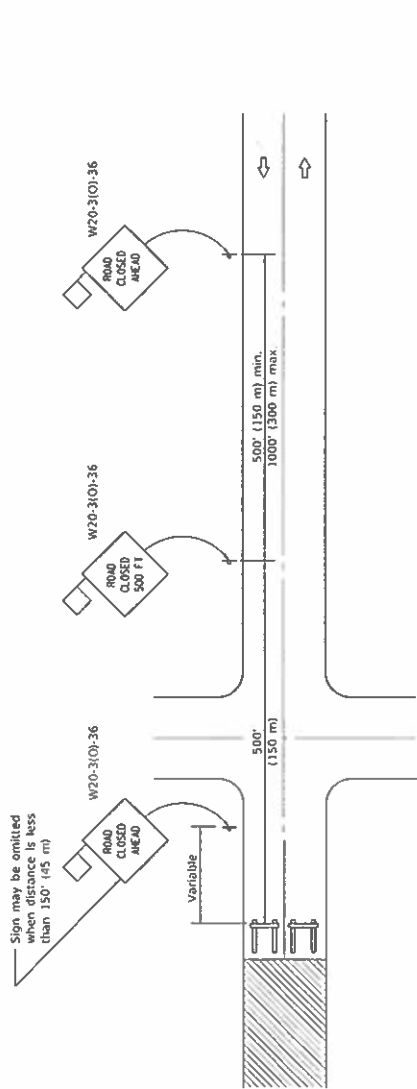 Sign may be omitted
when distance is less
than 150' (45 m)
W20-3(O)-36
ROAD
CLOSED
AHEAD
W20-3(O)-36
ROAD
CLOSED
500 FT
W20-3(O)-36
ROAD
CLOSED
AHEAD
Variable
500'
(150 m)
500' (150 m) min.
1000' (300 m) max.